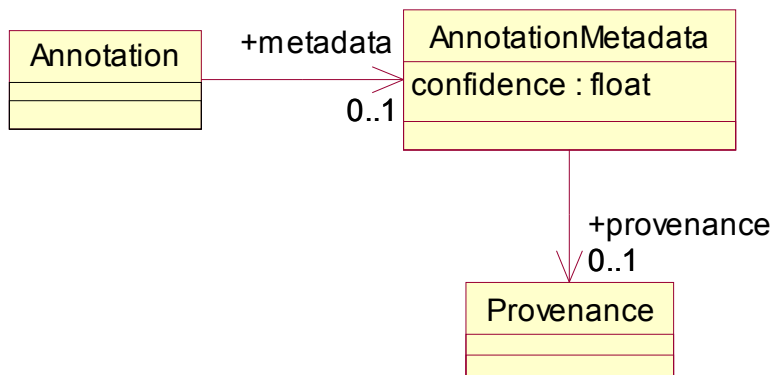 Annotation
+metadata
0..1
AnnotationMetadata
confidence : float
+provenance
0..1
Provenance